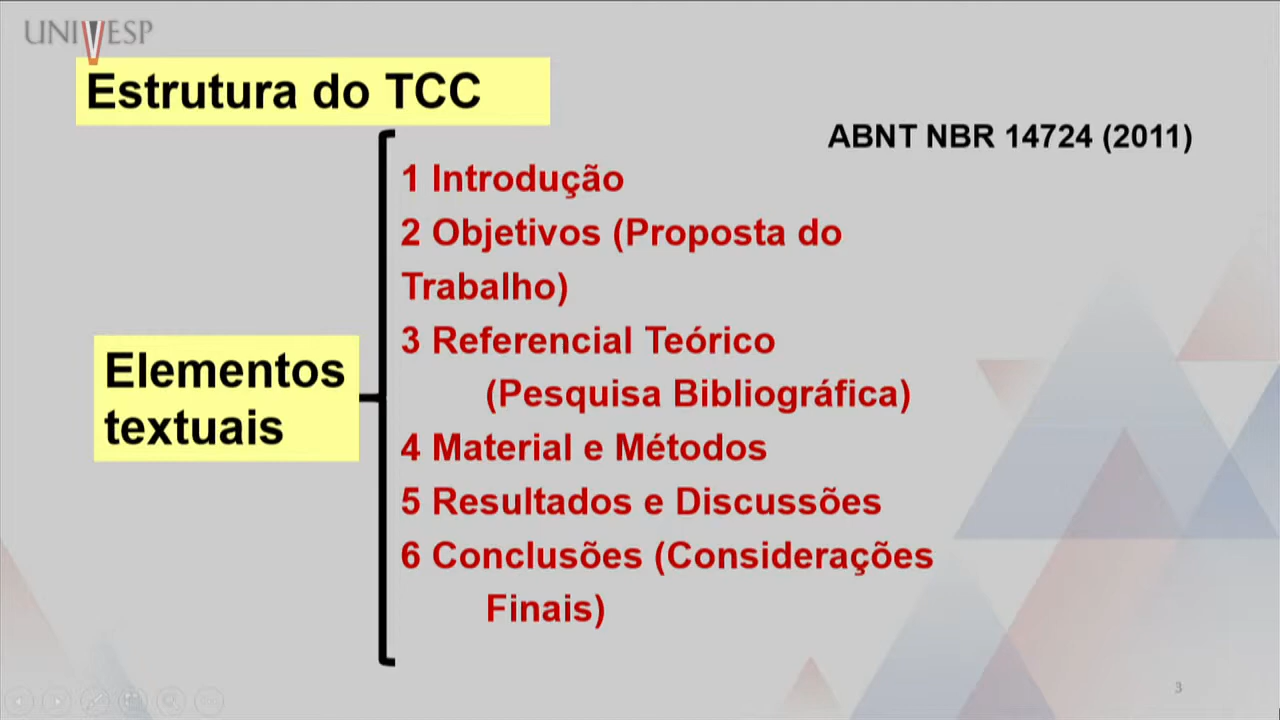 UNIVESP
Estrutura do TCC
ABNT NBR 14724 (2011)
1 Introdução
2 Objetivos (Proposta do
Trabalho)
3 Referencial Teórico
(Pesquisa Bibliográfica)
Elementos
textuais
4 Material e Métodos
5 Resultados e Discussões
6 Conclusões (Considerações
Finais)
3